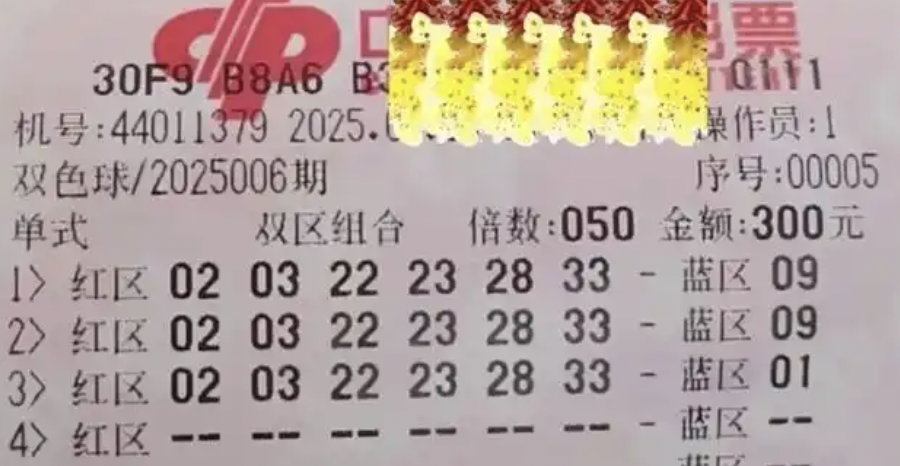 中 票
30F9 B8A6 B 0111
机号:44011379 2025. 操作员:1
双色球/2025006期 序号:00005
单式 双区组合 倍数:050 金额:300元
1> 红区 02 03 22 23 28 33 - 蓝区 09
2> 红区 02 03 22 23 28 33 - 蓝区 09
3> 红区 02 03 22 23 28 33 - 蓝区 01
4> 红区 -- -- -- -- -- -- - 蓝区 --